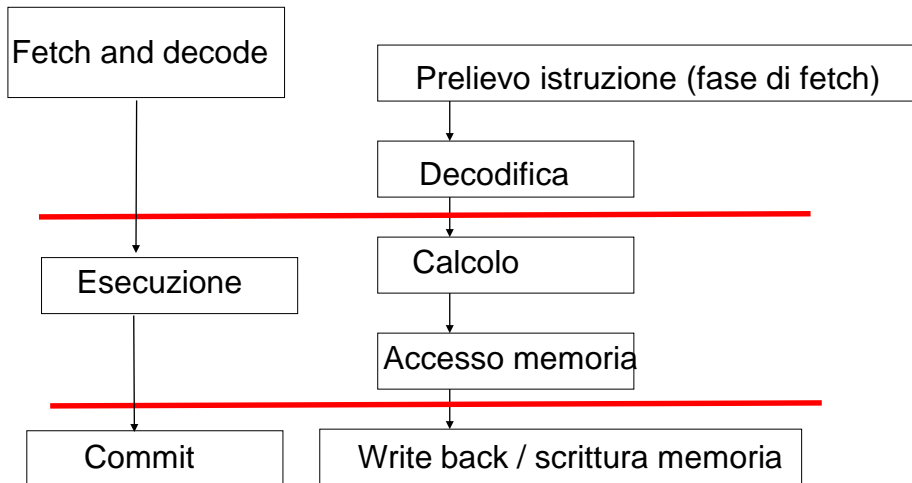 Fetch and decode
Prelievo istruzione (fase di fetch)
Decodifica
Esecuzione
Calcolo
Accesso memoria
Commit
Write back / scrittura memoria